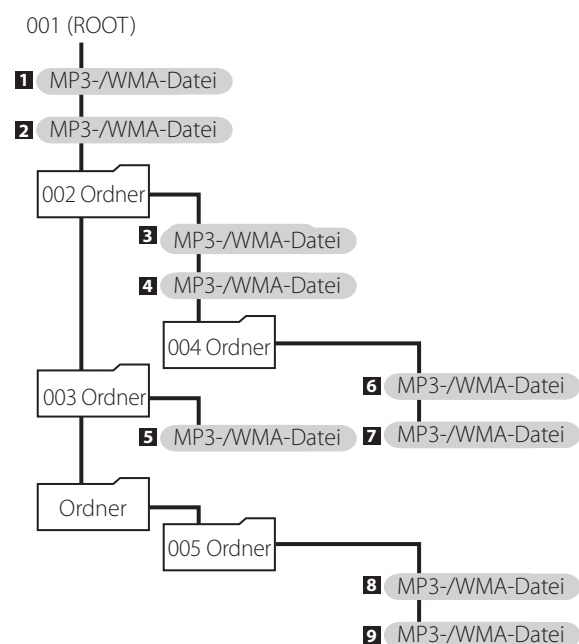 001 (ROOT)
1 MP3-/WMA-Datei
2 MP3-/WMA-Datei
002 Ordner
3 MP3-/WMA-Datei
4 MP3-/WMA-Datei
004 Ordner
6 MP3-/WMA-Datei
003 Ordner
5 MP3-/WMA-Datei
7 MP3-/WMA-Datei
Ordner
005 Ordner
8 MP3-/WMA-Datei
9 MP3-/WMA-Datei